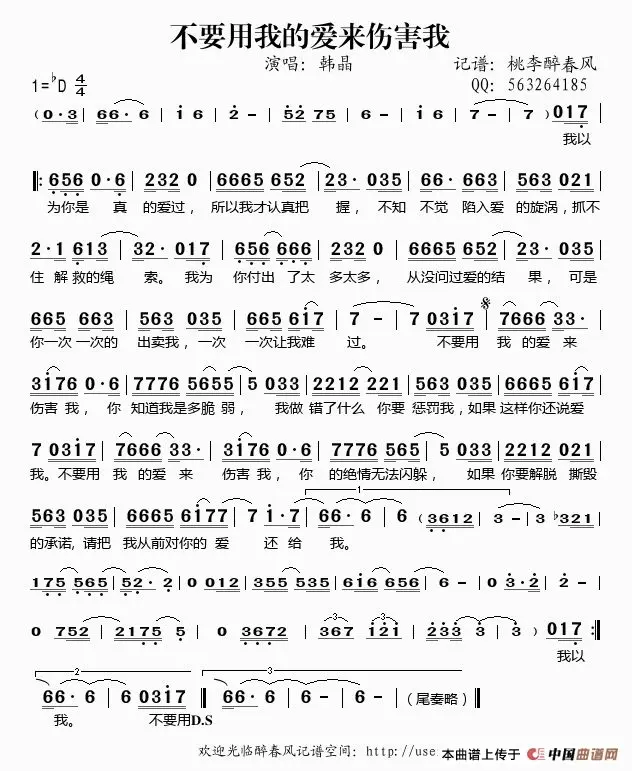 不要用我的爱来伤害我
演唱: 韩晶 记谱: 桃李醉春风
1=♭D 4/4 QQ: 563264185
(0·3 | 66· 6 | i 6 | 2 - | 52 75 | 6 - | i 6 | 7 - | 7 - ) | 017 |
我以
‖: 656 0·6 | 232 0 | 6665 652 | 23· 035 | 66· 663 | 563 021 |
为你是 真 的爱过, 所以我才认真把 握, 不知 不觉 陷入爱 的旋涡,抓不
2·1 613 | 32· 017 | 656 666 | 232 0 | 6665 652 | 23· 035 |
住 解救的绳 索。我为 你付出 了太 多太多, 从没问过爱的结 果, 可是
665 663 | 563 035 | 665 6i7 | 7 - | 7 03i7 | 7666 33· |
你一次 一次的 出卖我,一次 一次让我难 过。 不要用 我 的爱 来
3i76 0·6 | 7776 5655 | 5 033 | 2212 221 | 563 035 | 6665 6i7 |
伤害 我, 你 知道我是多脆 弱, 我做 错了什么 你要 惩罚我,如果 这样你还说爱
7 03i7 | 7666 33· | 3i76 0·6 | 7776 565 | 5 033 | 2212 021 |
我。不要用 我 的爱 来 伤害 我, 你 的绝情无法闪躲, 如果 你要解脱 撕毁
1
563 035 | 6665 6i77 | 7 i·7 | 66· 6 | 6 (3612 | 3 - | 3 ♭321 |
的承诺,请把 我从前对你的 爱 还 给 我。
175 565 | 52· 2 | 0 012 | 355 535 | 6i6 656 | 6 - | 0 3·2 | 2 - |
0 752 | 2175 5 | 0 3672 | 367 i2i | 233 3 | 3 ) 017 :‖
3 3
我以
2 3
66· 6 | 6 03i7 ‖ 66· 6 | 6 - | 6 - | (尾奏略) ‖
我。 不要用D.S
欢迎光临醉春风记谱空间: http://use 本曲谱上传于 中国曲谱网